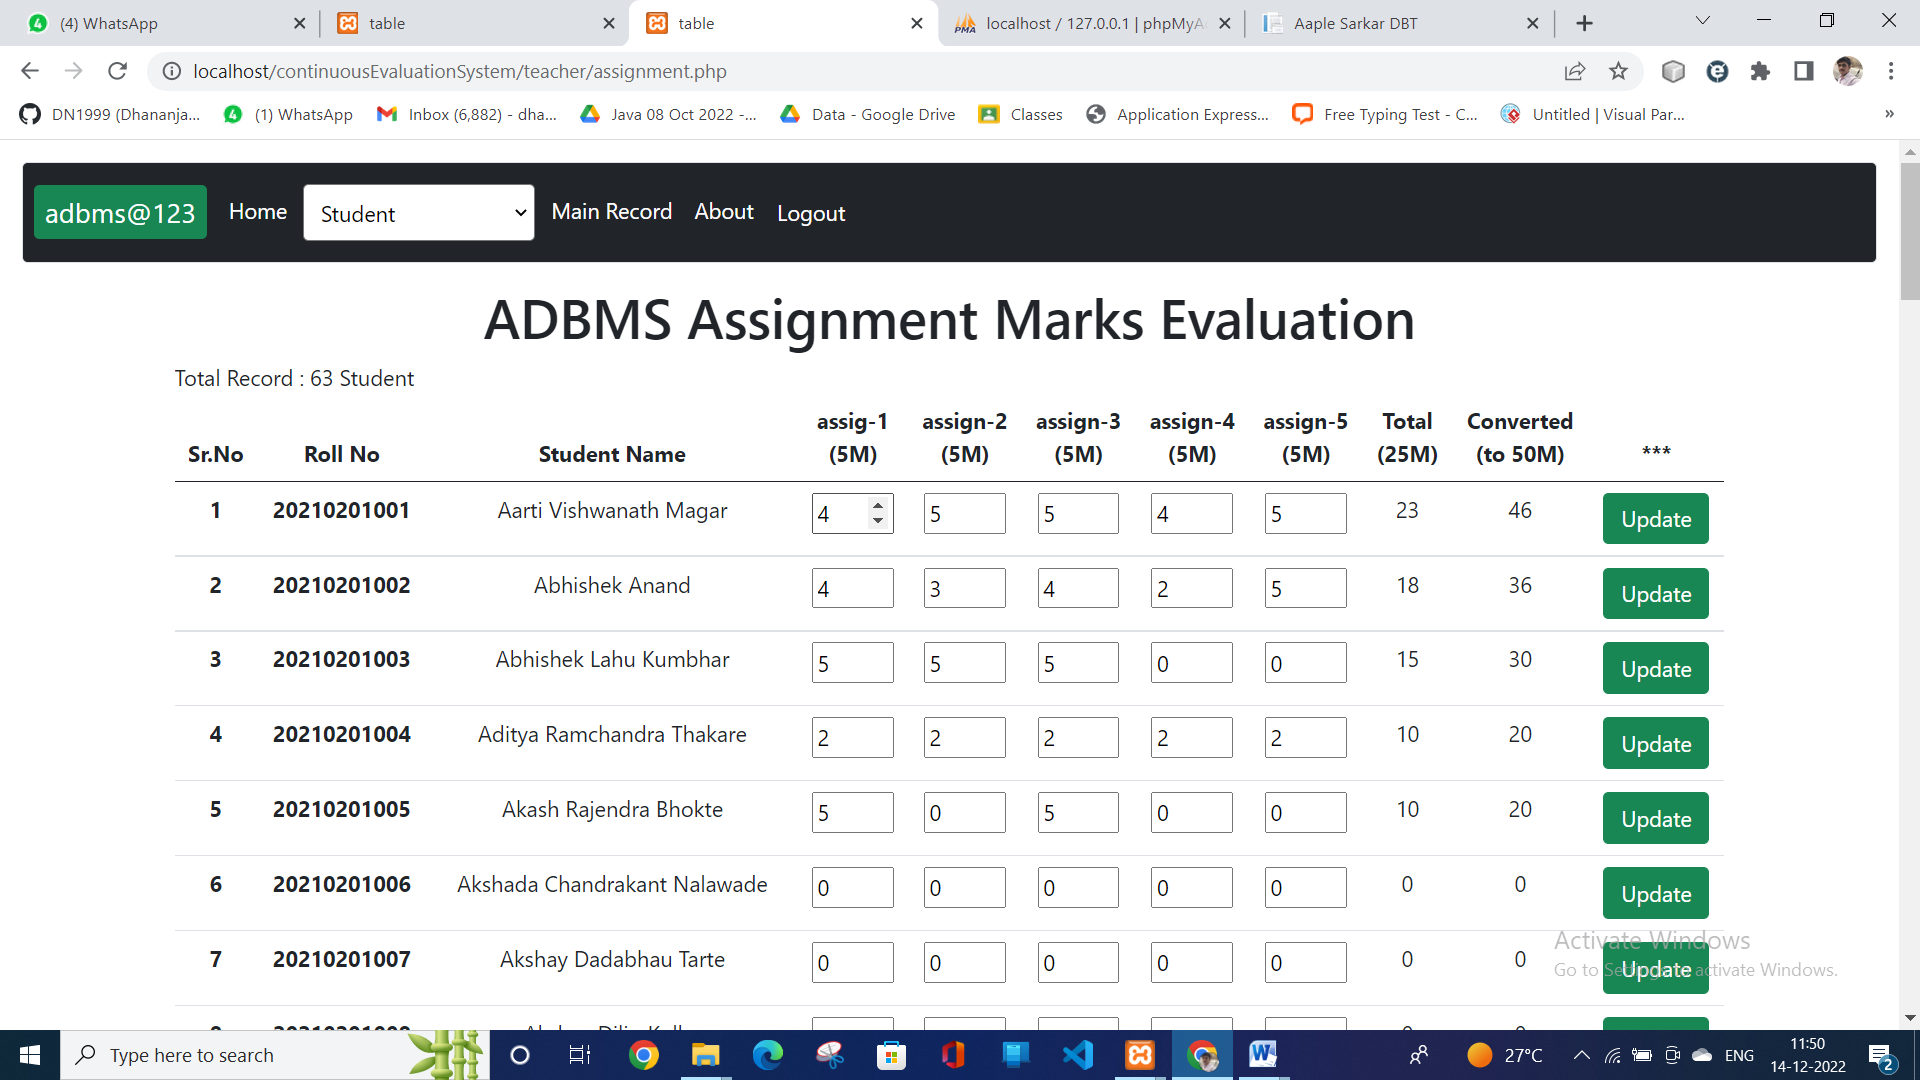 (4) WhatsApp
table
table
localhost / 127.0.0.1 | phpMyA
Aaple Sarkar DBT
localhost/continuousEvaluationSystem/teacher/assignment.php
DN1999 (Dhananja...
(1) WhatsApp
Inbox (6,882) - dha...
Java 08 Oct 2022 -...
Data - Google Drive
Classes
Application Express...
Free Typing Test - C...
Untitled | Visual Par...
»
adbms@123 Home Student Main Record About Logout
ADBMS Assignment Marks Evaluation
Total Record : 63 Student
Sr.No Roll No Student Name assig-1 (5M) assign-2 (5M) assign-3 (5M) assign-4 (5M) assign-5 (5M) Total (25M) Converted (to 50M) ***
1 20210201001 Aarti Vishwanath Magar 4 5 5 4 5 23 46 Update
2 20210201002 Abhishek Anand 4 3 4 2 5 18 36 Update
3 20210201003 Abhishek Lahu Kumbhar 5 5 5 0 0 15 30 Update
4 20210201004 Aditya Ramchandra Thakare 2 2 2 2 2 10 20 Update
5 20210201005 Akash Rajendra Bhokte 5 0 5 0 0 10 20 Update
6 20210201006 Akshada Chandrakant Nalawade 0 0 0 0 0 0 0 Update
7 20210201007 Akshay Dadabhau Tarte 0 0 0 0 0 0 0 Update
Activate Windows
Go to Settings to activate Windows.
Type here to search
27°C
ENG
11:50
14-12-2022
2